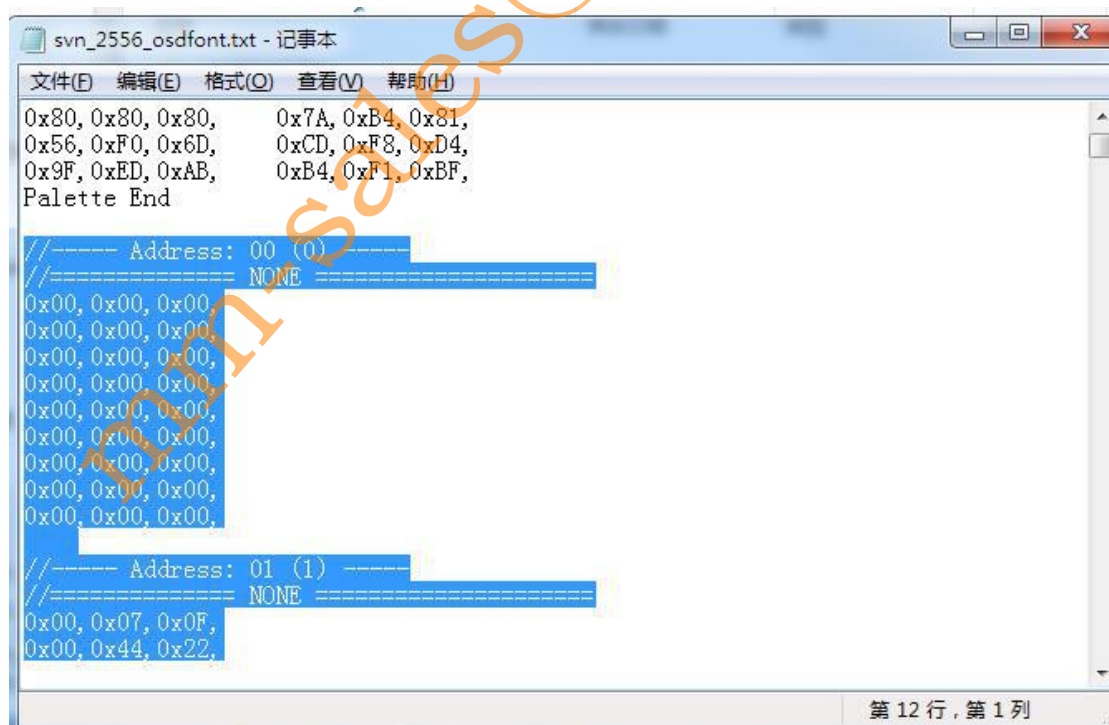 svn_2556_osdfont.txt - 记事本
文件(F) 编辑(E) 格式(O) 查看(V) 帮助(H)
0x80,0x80,0x80, 0x7A,0xB4,0x81,
0x56,0xF0,0x6D, 0xCD,0xF8,0xD4,
0x9F,0xED,0xAB, 0xB4,0xF1,0xBF,
Palette End
//----- Address: 00 (0) -----
//============== NONE =====================
0x00,0x00,0x00,
0x00,0x00,0x00,
0x00,0x00,0x00,
0x00,0x00,0x00,
0x00,0x00,0x00,
0x00,0x00,0x00,
0x00,0x00,0x00,
0x00,0x00,0x00,
0x00,0x00,0x00,
//----- Address: 01 (1) -----
//============== NONE =====================
0x00,0x07,0x0F,
0x00,0x44,0x22,
第 12 行，第 1 列
mm-sales@